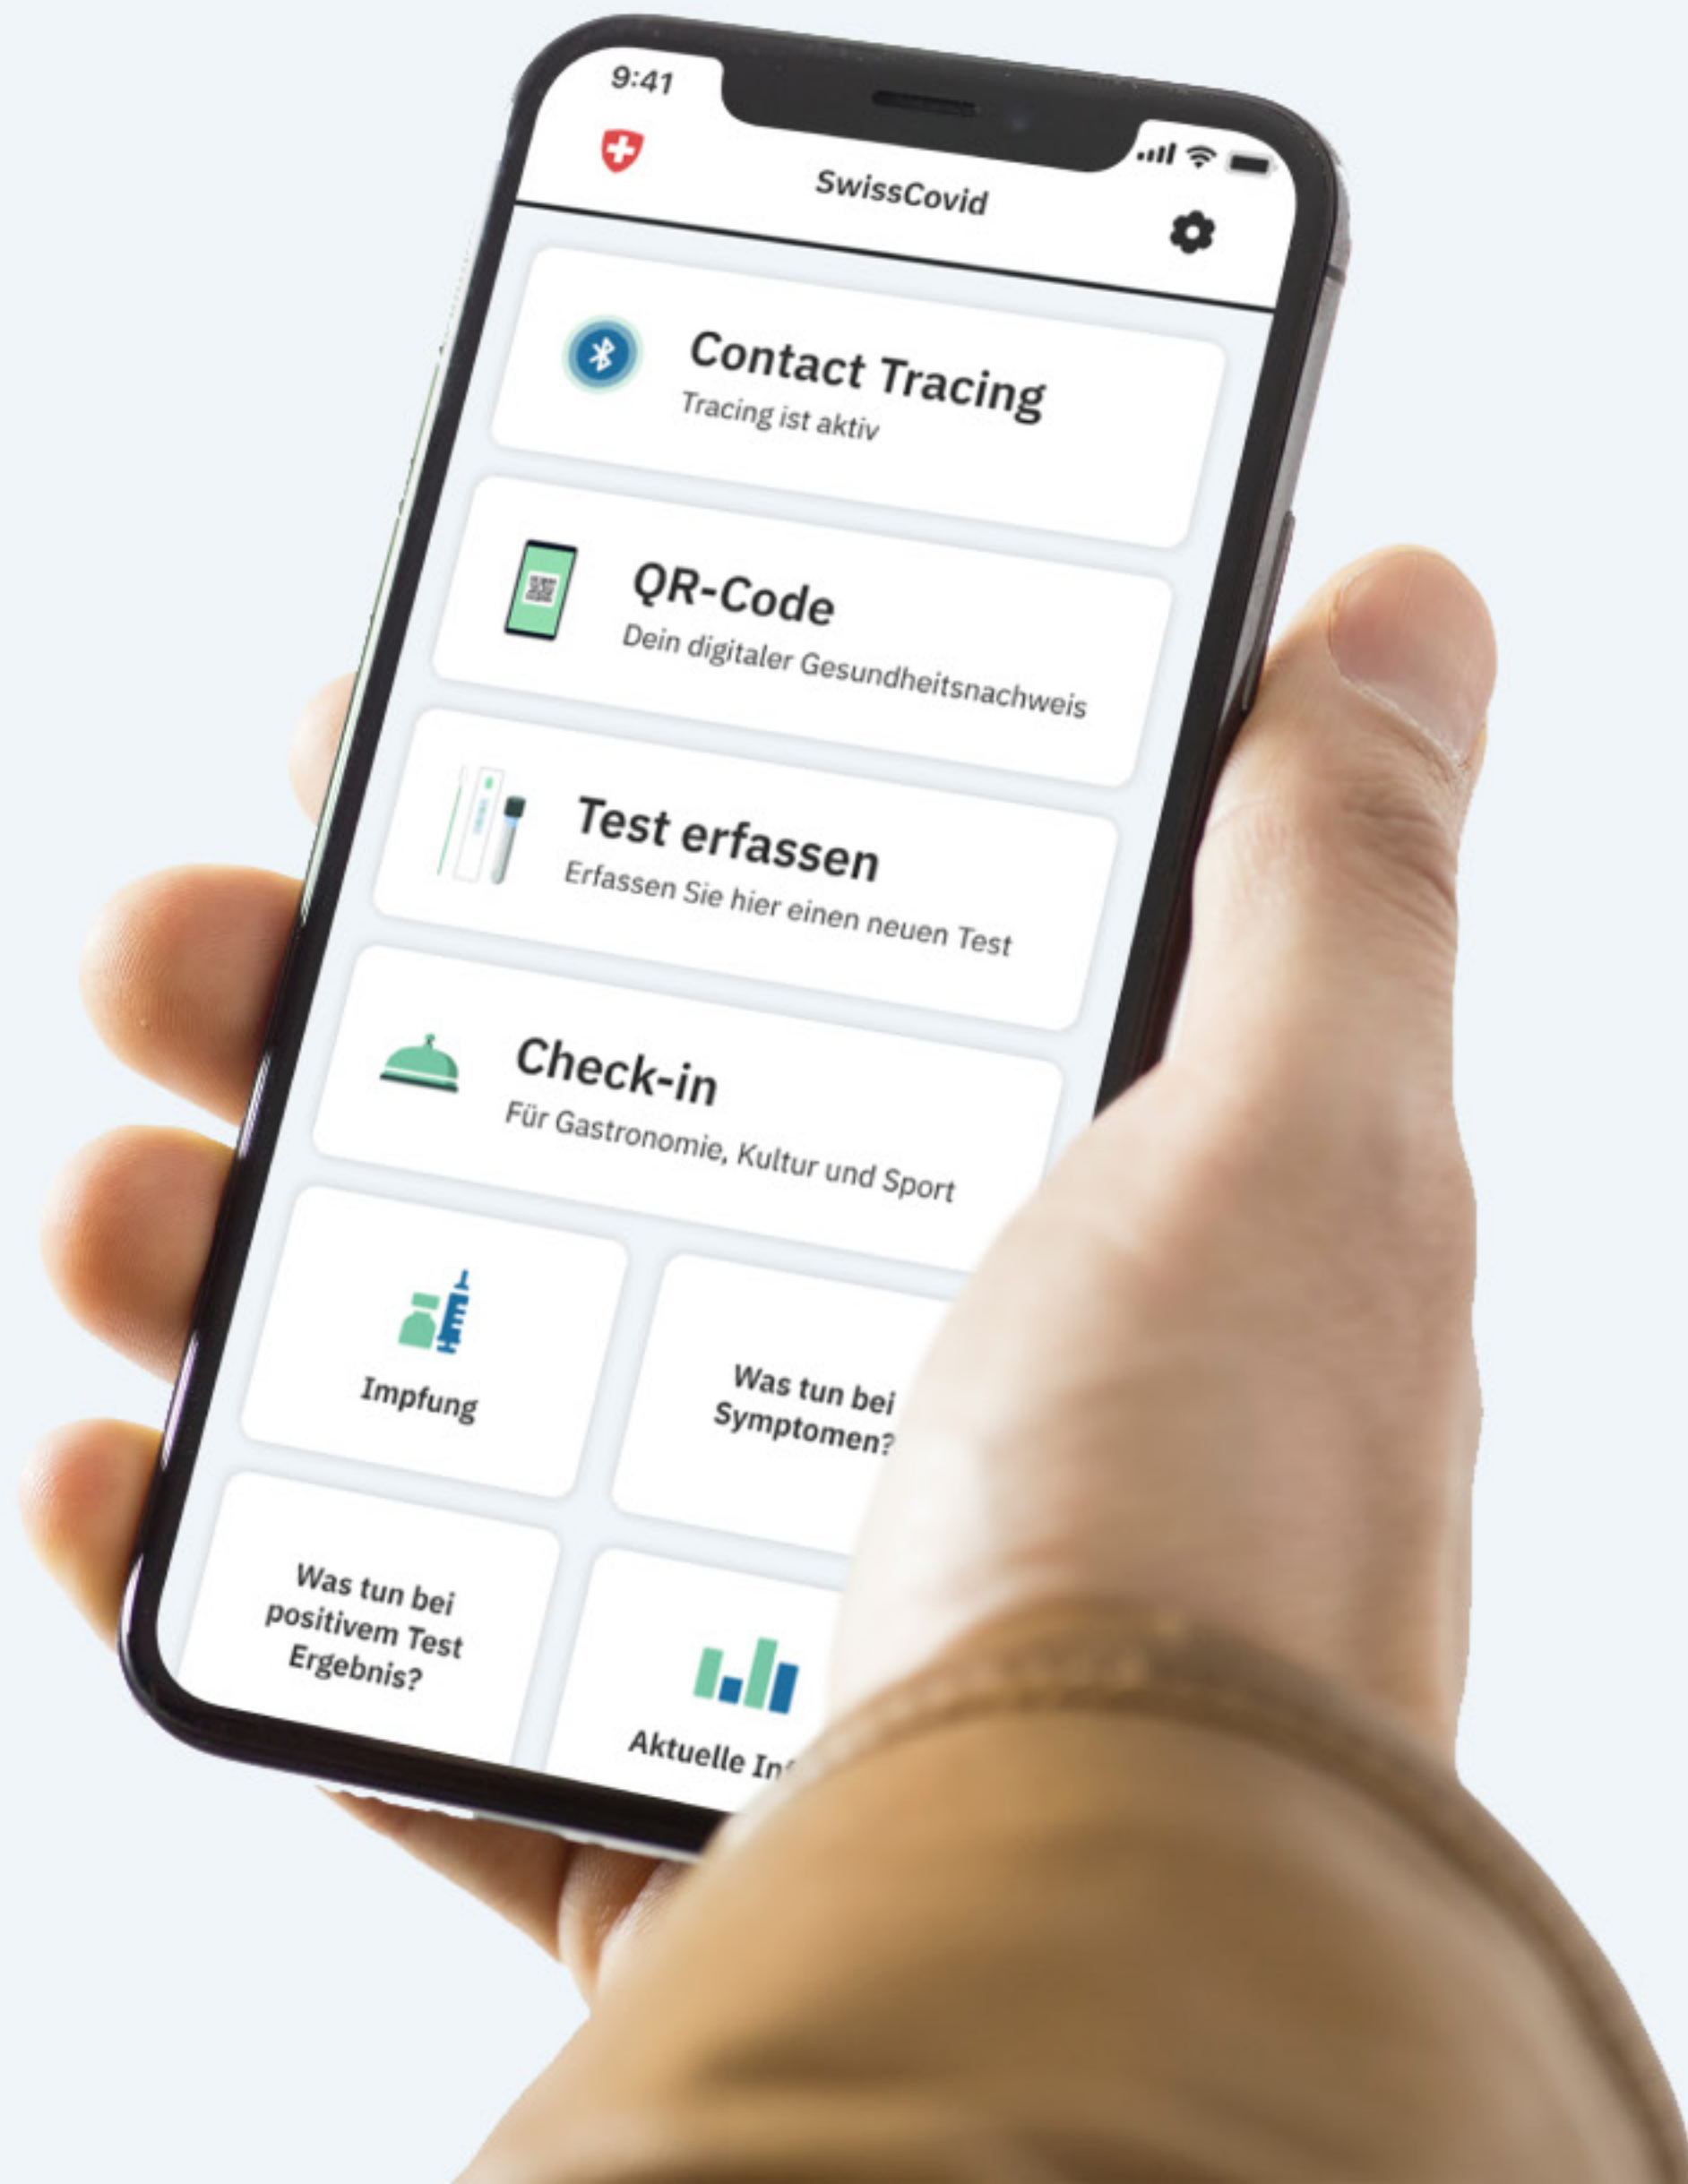 9:41
SwissCovid
Contact Tracing
Tracing ist aktiv
QR-Code
Dein digitaler Gesundheitsnachweis
Test erfassen
Erfassen Sie hier einen neuen Test
Check-in
Für Gastronomie, Kultur und Sport
Impfung
Was tun bei
Symptomen?
Was tun bei
positivem Test
Ergebnis?
Aktuelle